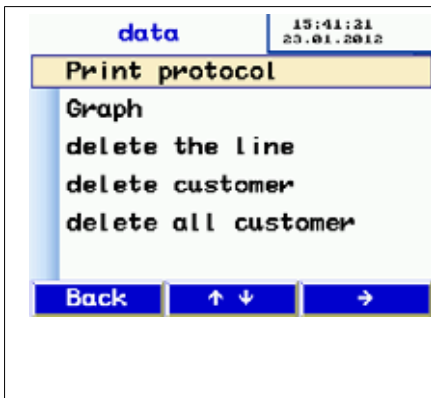 data
15:41:31
23.01.2012
Print protocol
Graph
delete the line
delete customer
delete all customer
Back ↑ ↓ →